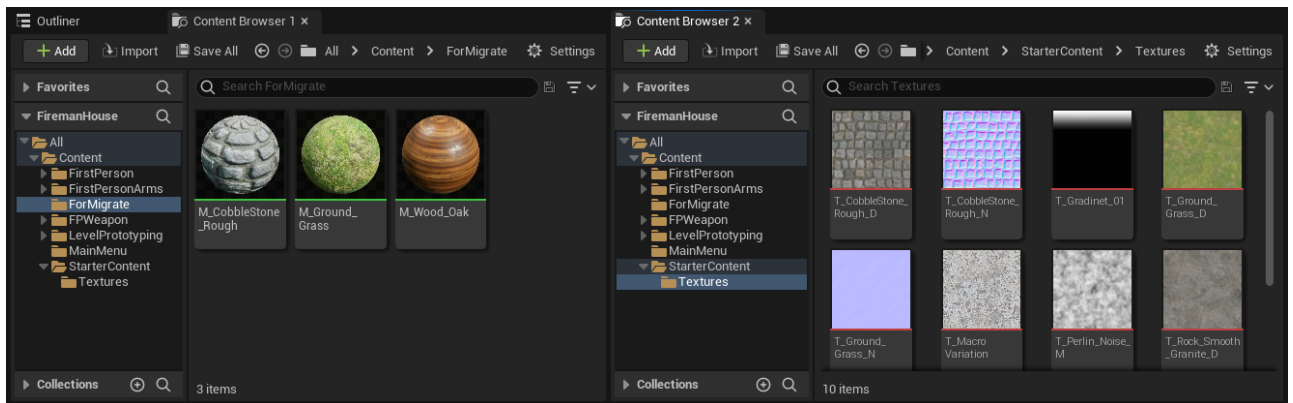 Outliner
Content Browser 1 ×
+ Add
Import
Save All
All > Content > ForMigrate
Settings
Favorites
FiremanHouse
All
Content
FirstPerson
FirstPersonArms
ForMigrate
FPWeapon
LevelPrototyping
MainMenu
StarterContent
Textures
Collections
Search ForMigrate
M_CobbleStone
_Rough
M_Ground_
Grass
M_Wood_Oak
3 items
Content Browser 2 ×
+ Add
Import
Save All
> Content > StarterContent > Textures
Settings
Favorites
FiremanHouse
All
Content
FirstPerson
FirstPersonArms
ForMigrate
FPWeapon
LevelPrototyping
MainMenu
StarterContent
Textures
Collections
Search Textures
T_CobbleStone_
Rough_D
T_CobbleStone_
Rough_N
T_Gradinet_01
T_Ground_
Grass_D
T_Ground_
Grass_N
T_Macro
Variation
T_Perlin_Noise_
M
T_Rock_Smooth
_Granite_D
10 items